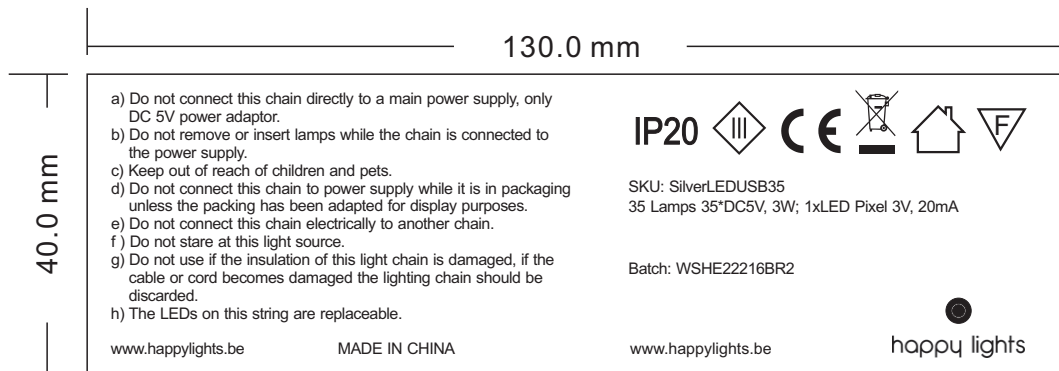 130.0 mm
40.0 mm
a) Do not connect this chain directly to a main power supply, only
DC 5V power adaptor.
b) Do not remove or insert lamps while the chain is connected to
the power supply.
c) Keep out of reach of children and pets.
d) Do not connect this chain to power supply while it is in packaging
unless the packing has been adapted for display purposes.
e) Do not connect this chain electrically to another chain.
f ) Do not stare at this light source.
g) Do not use if the insulation of this light chain is damaged, if the
cable or cord becomes damaged the lighting chain should be
discarded.
h) The LEDs on this string are replaceable.
www.happylights.be MADE IN CHINA
IP20 III CE F
SKU: SilverLEDUSB35
35 Lamps 35*DC5V, 3W; 1xLED Pixel 3V, 20mA
Batch: WSHE22216BR2
www.happylights.be
happy lights